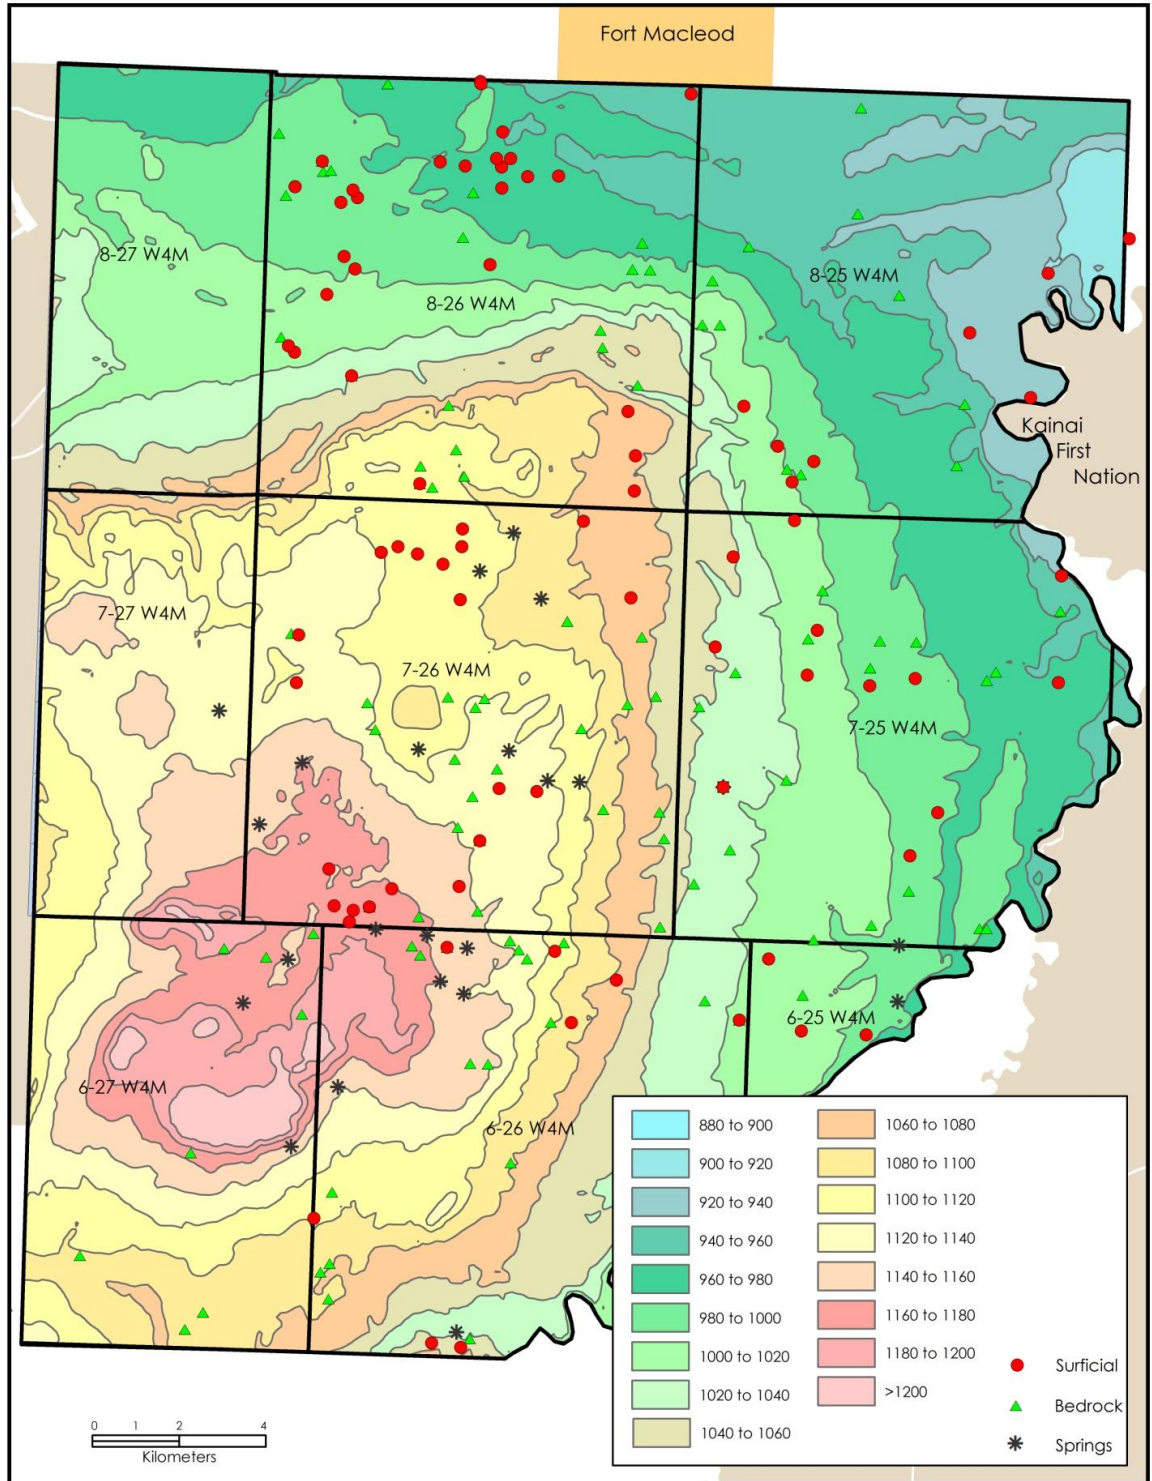 Fort Macleod
8-27 W4M
8-25 W4M
8-26 W4M
Kainai
First
Nation
7-27 W4M
7-26 W4M
7-25 W4M
6-25 W4M
6-27 W4M
6-26 W4M
880 to 900
900 to 920
920 to 940
940 to 960
960 to 980
980 to 1000
1000 to 1020
1020 to 1040
1040 to 1060
1060 to 1080
1080 to 1100
1100 to 1120
1120 to 1140
1140 to 1160
1160 to 1180
1180 to 1200
>1200
Surficial
Bedrock
Springs
0 1 2 4
Kilometers